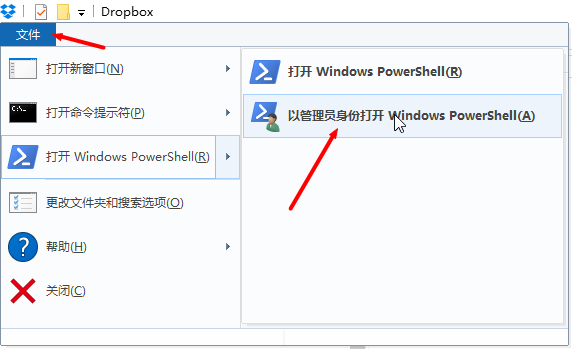 Dropbox
文件
打开新窗口(N)
打开命令提示符(P)
打开 Windows PowerShell(R)
更改文件夹和搜索选项(O)
帮助(H)
关闭(C)
打开 Windows PowerShell(R)
以管理员身份打开 Windows PowerShell(A)